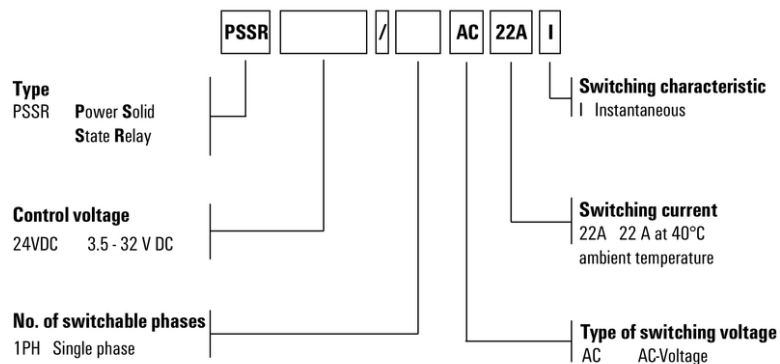 PSSR / AC 22A I
Type
PSSR Power Solid
State Relay
Control voltage
24VDC 3.5 - 32 V DC
No. of switchable phases
1PH Single phase
Switching characteristic
I Instantaneous
Switching current
22A 22 A at 40°C
ambient temperature
Type of switching voltage
AC AC-Voltage